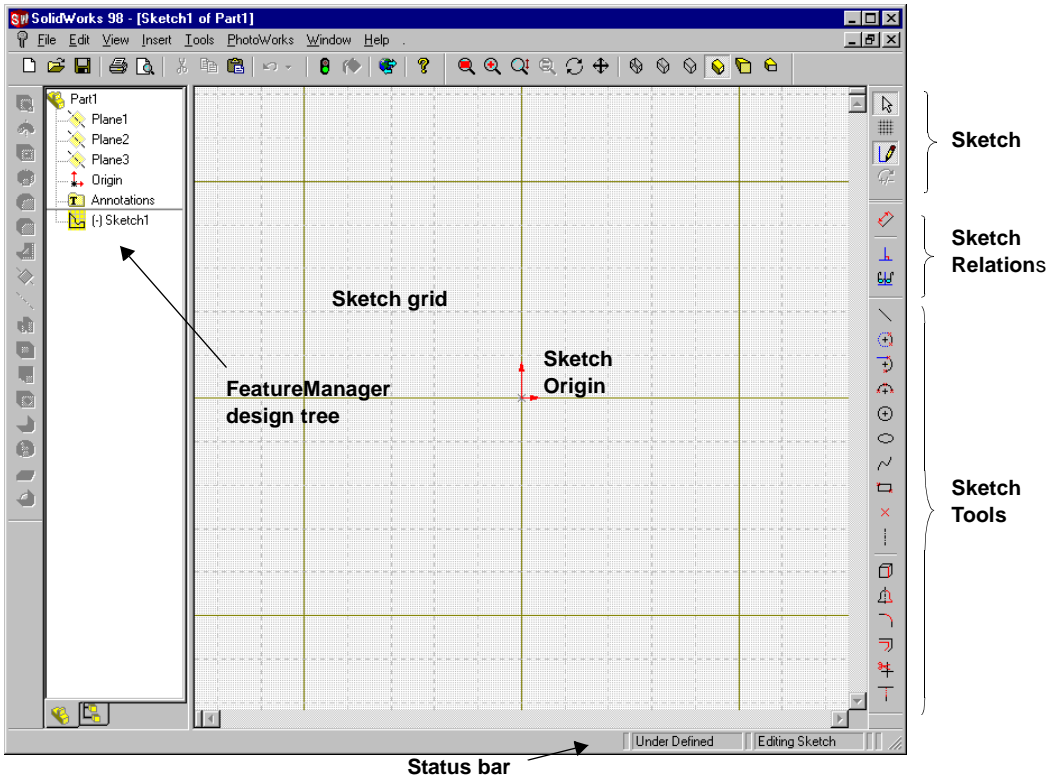 SW SolidWorks 98 - [Sketch1 of Part1]
File Edit View Insert Tools PhotoWorks Window Help .
Part1
Plane1
Plane2
Plane3
Origin
T Annotations
(-) Sketch1
Sketch
Sketch
Relations
Sketch grid
Sketch
Origin
FeatureManager
design tree
Sketch
Tools
Under Defined
Editing Sketch
Status bar